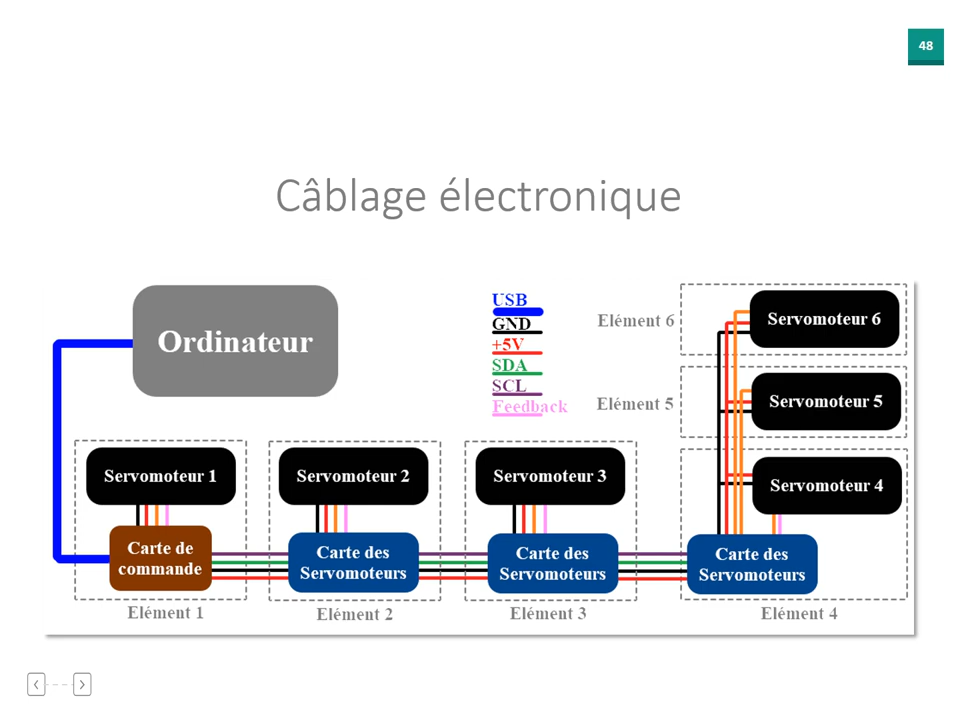 48
Câblage électronique
Ordinateur
USB
GND
+5V
SDA
SCL
Feedback
Elément 6
Servomoteur 6
Elément 5
Servomoteur 5
Servomoteur 1
Servomoteur 2
Servomoteur 3
Servomoteur 4
Carte de
commande
Carte des
Servomoteurs
Carte des
Servomoteurs
Carte des
Servomoteurs
Elément 1
Elément 2
Elément 3
Elément 4